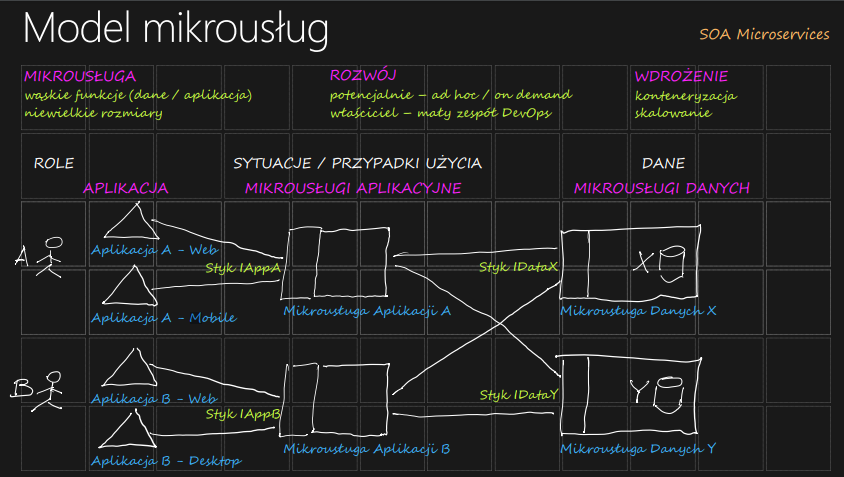 Model mikrousług
SOA Microservices
MIKROUSŁUGA
wąskie funkcje (dane / aplikacja)
niewielkie rozmiary
ROZWÓJ
potencjalnie – ad hoc / on demand
właściciel – mały zespół DevOps
WDROŻENIE
konteneryzacja
skalowanie
ROLE
SYTUACJE / PRZYPADKI UŻYCIA
DANE
APLIKACJA
MIKROUSŁUGI APLIKACYJNE
MIKROUSŁUGI DANYCH
A
Aplikacja A - Web
Styk IAppA
Aplikacja A - Mobile
Mikrousługa Aplikacji A
Styk IDataX
X
Mikrousługa Danych X
B
Aplikacja B - Web
Styk IAppB
Aplikacja B - Desktop
Mikrousługa Aplikacji B
Styk IDataY
Y
Mikrousługa Danych Y